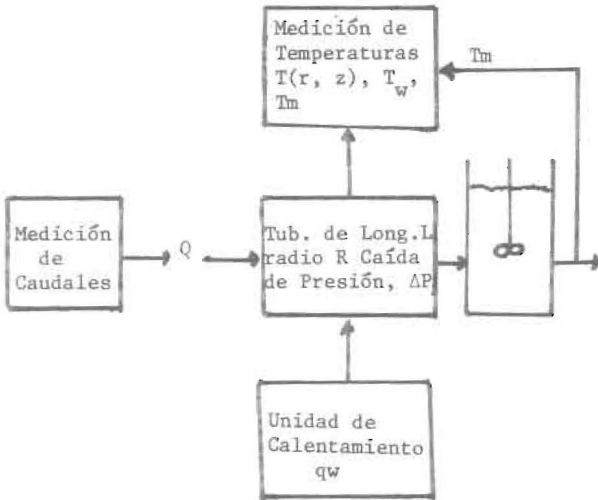 Medición de
Temperaturas
T(r, z), T_w,
Tm
Tm
Medición
de
Caudales
Q
Tub. de Long.L
radio R Caída
de Presión, ΔP
Unidad de
Calentamiento
qw